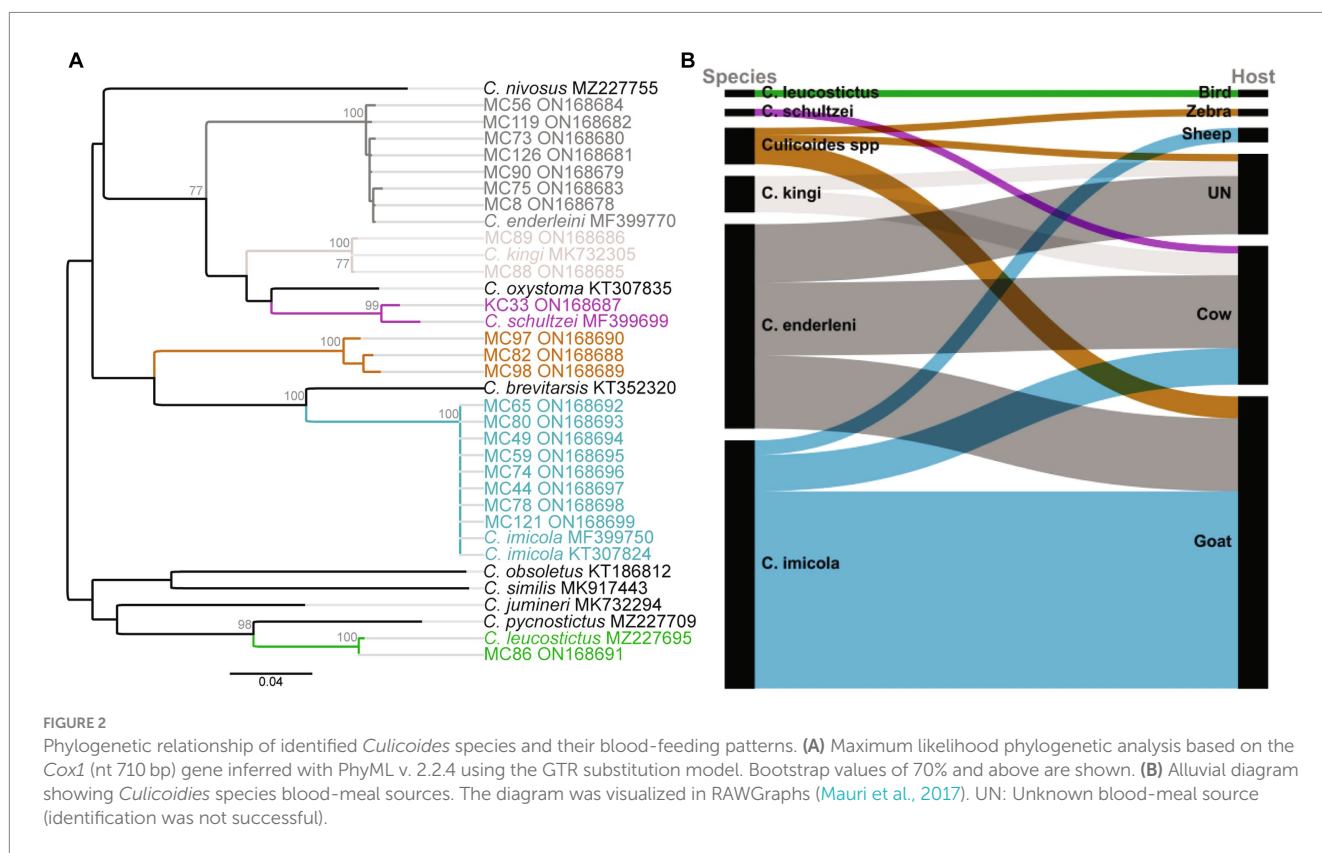 A
C. nivosus MZ227755
MC56 ON168684
100
MC119 ON168682
MC73 ON168680
MC126 ON168681
MC90 ON168679
77
MC75 ON168683
MC8 ON168678
C. enderleini MF399770
MC89 ON168686
100
C. kingi MK732305
77
MC88 ON168685
C. oxystoma KT307835
99
KC33 ON168687
C. schultzei MF399699
MC97 ON168690
100
MC82 ON168688
MC98 ON168689
C. brevitarsis KT352320
100
MC65 ON168692
100
MC80 ON168693
MC49 ON168694
MC59 ON168695
MC74 ON168696
MC44 ON168697
MC78 ON168698
MC121 ON168699
C. imicola MF399750
C. imicola KT307824
C. obsoletus KT186812
C. similis MK917443
C. jumineri MK732294
C. pycnostictus MZ227709
98
C. leucostictus MZ227695
100
MC86 ON168691
0.04
B
Species
Host
C. leucostictus
Bird
C. schultzei
Zebra
Sheep
Culicoides spp
C. kingi
UN
C. enderleni
Cow
C. imicola
Goat
FIGURE 2
Phylogenetic relationship of identified Culicoides species and their blood-feeding patterns. (A) Maximum likelihood phylogenetic analysis based on the
Cox1 (nt 710 bp) gene inferred with PhyML v. 2.2.4 using the GTR substitution model. Bootstrap values of 70% and above are shown. (B) Alluvial diagram
showing Culicoidies species blood-meal sources. The diagram was visualized in RAWGraphs (Mauri et al., 2017). UN: Unknown blood-meal source
(identification was not successful).